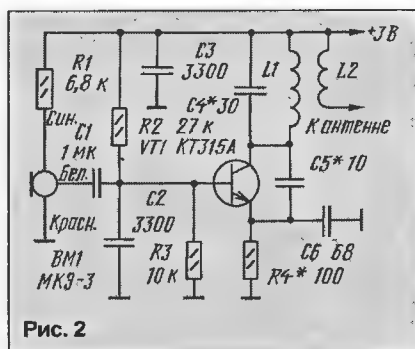 +3 В
R1
6,8 к
C3
3300
L1
L2
C4*30
Син.
C1
1 мк
R2 27 к
VT1 КТ315А
К антенне
Бел.
C5*10
Красн.
C2
3300
C6 68
BM1
МКЭ-3
R3
10 к
R4* 100
Рис. 2